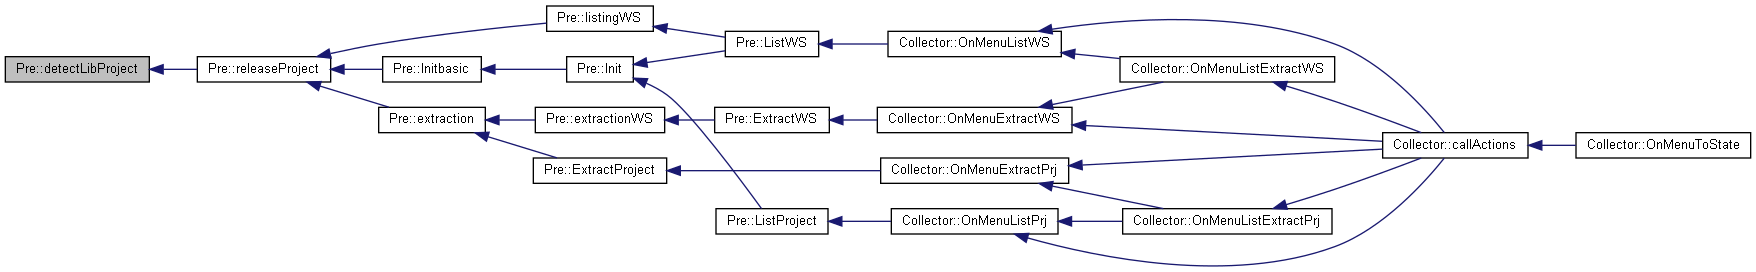 Pre::listingWS
Pre::ListWS
Collector::OnMenuListWS
Pre::detectLibProject
Pre::releaseProject
Pre::Initbasic
Pre::Init
Collector::OnMenuListExtractWS
Pre::extraction
Pre::extractionWS
Pre::ExtractWS
Collector::OnMenuExtractWS
Collector::callActions
Collector::OnMenuToState
Pre::ExtractProject
Collector::OnMenuExtractPrj
Pre::ListProject
Collector::OnMenuListPrj
Collector::OnMenuListExtractPrj